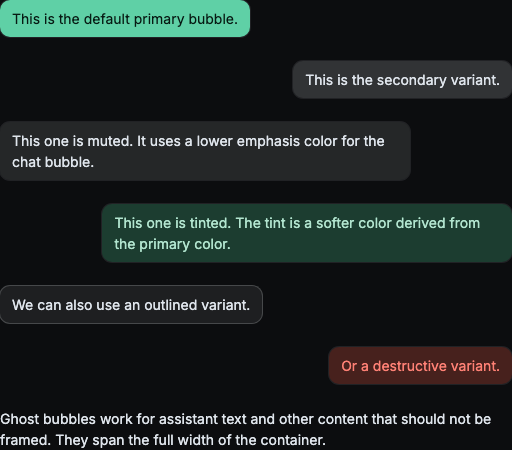 This is the default primary bubble.
This is the secondary variant.
This one is muted. It uses a lower emphasis color for the
chat bubble.
This one is tinted. The tint is a softer color derived from
the primary color.
We can also use an outlined variant.
Or a destructive variant.
Ghost bubbles work for assistant text and other content that should not be
framed. They span the full width of the container.